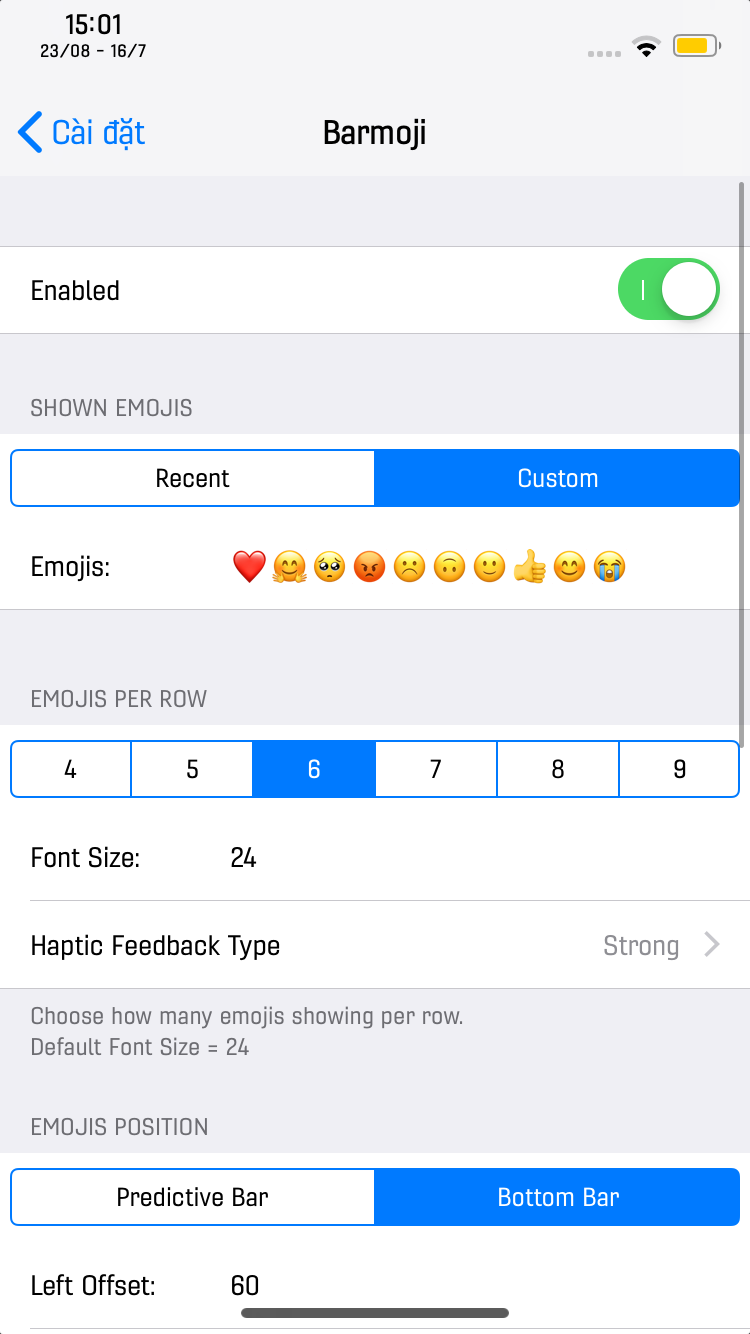 15:01
23/08 - 16/7
Cài đặt
Barmoji
Enabled
SHOWN EMOJIS
Recent Custom
Emojis: ❤️🤗🥺😡☹️🙃🙂👍😊😭
EMOJIS PER ROW
4 5 6 7 8 9
Font Size: 24
Haptic Feedback Type Strong
Choose how many emojis showing per row.
Default Font Size = 24
EMOJIS POSITION
Predictive Bar Bottom Bar
Left Offset: 60